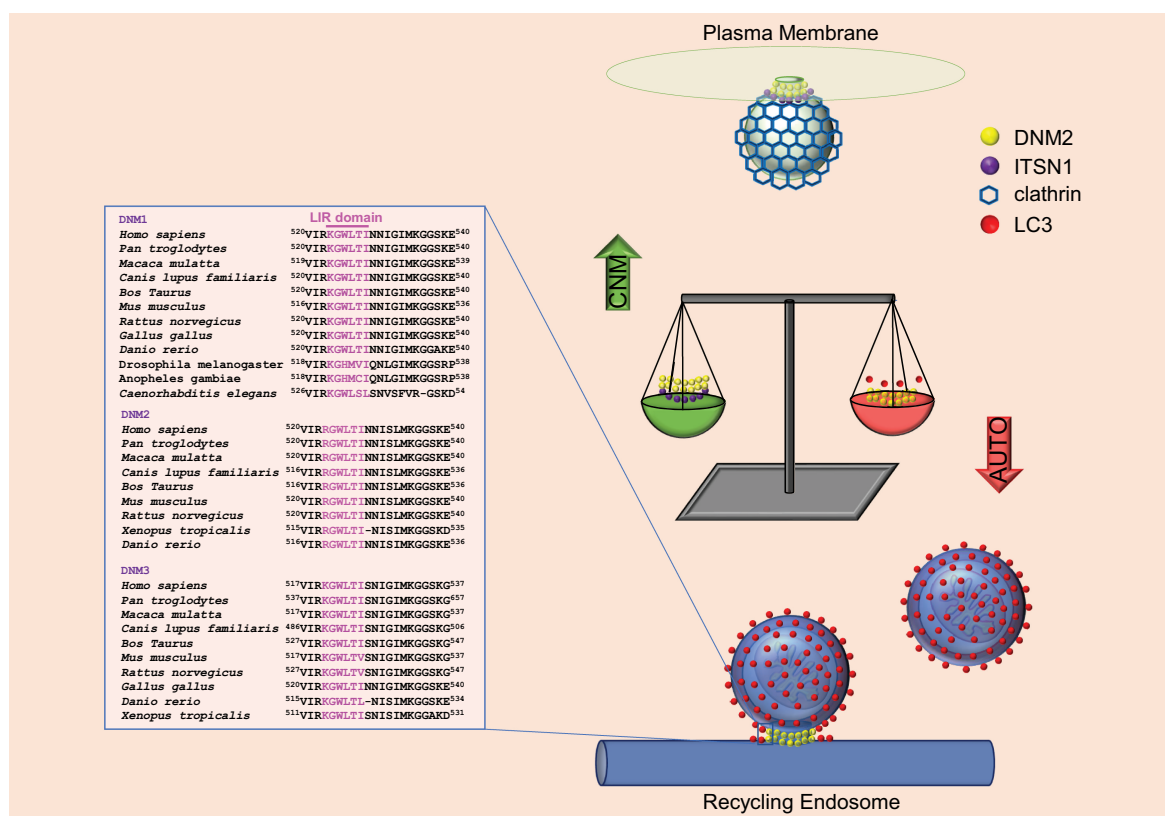 Plasma Membrane
DNM2
ITSN1
clathrin
LC3
CNM
AUTO
Recycling Endosome
DNM1 LIR domain
Homo sapiens 520VIRKGWLTINNIGIMKGGSKE540
Pan troglodytes 520VIRKGWLTINNIGIMKGGSKE540
Macaca mulatta 519VIRKGWLTINNIGIMKGGSKE539
Canis lupus familiaris 520VIRKGWLTINNIGIMKGGSKE540
Bos Taurus 520VIRKGWLTINNIGIMKGGSKE540
Mus musculus 516VIRKGWLTINNIGIMKGGSKE536
Rattus norvegicus 520VIRKGWLTINNIGIMKGGSKE540
Gallus gallus 520VIRKGWLTINNIGIMKGGSKE540
Danio rerio 520VIRKGWLTINNIGIMKGGAKE540
Drosophila melanogaster 518VIRKGHMVIQNLGIMKGGSRP538
Anopheles gambiae 518VIRKGHMCIQNLGIMKGGSRP538
Caenorhabditis elegans 526VIRKGWLSLSNVSFVR-GSKD54
DNM2
Homo sapiens 520VIRRGWLTINNISLMKGGSKE540
Pan troglodytes 520VIRRGWLTINNISLMKGGSKE540
Macaca mulatta 520VIRRGWLTINNISLMKGGSKE540
Canis lupus familiaris 516VIRRGWLTINNISLMKGGSKE536
Bos Taurus 516VIRRGWLTINNISLMKGGSKE536
Mus musculus 520VIRRGWLTINNISLMKGGSKE540
Rattus norvegicus 520VIRRGWLTINNISLMKGGSKE540
Xenopus tropicalis 515VIRRGWLTI-NISIMKGGSKD535
Danio rerio 516VIRRGWLTINNISIMKGGSKE536
DNM3
Homo sapiens 517VIRKGWLTISNIGIMKGGSKG537
Pan troglodytes 537VIRKGWLTISNIGIMKGGSKG657
Macaca mulatta 517VIRKGWLTISNIGIMKGGSKG537
Canis lupus familiaris 486VIRKGWLTISNIGIMKGGSKG506
Bos Taurus 527VIRKGWLTISNIGIMKGGSKG547
Mus musculus 517VIRKGWLTVSNIGIMKGGSKG537
Rattus norvegicus 527VIRKGWLTVSNIGIMKGGSKG547
Gallus gallus 520VIRKGWLTINNIGIMKGGSKE540
Danio rerio 515VIRKGWLTL-NISIMKGGSKE534
Xenopus tropicalis 511VIRKGWLTISNISIMKGGAKD531